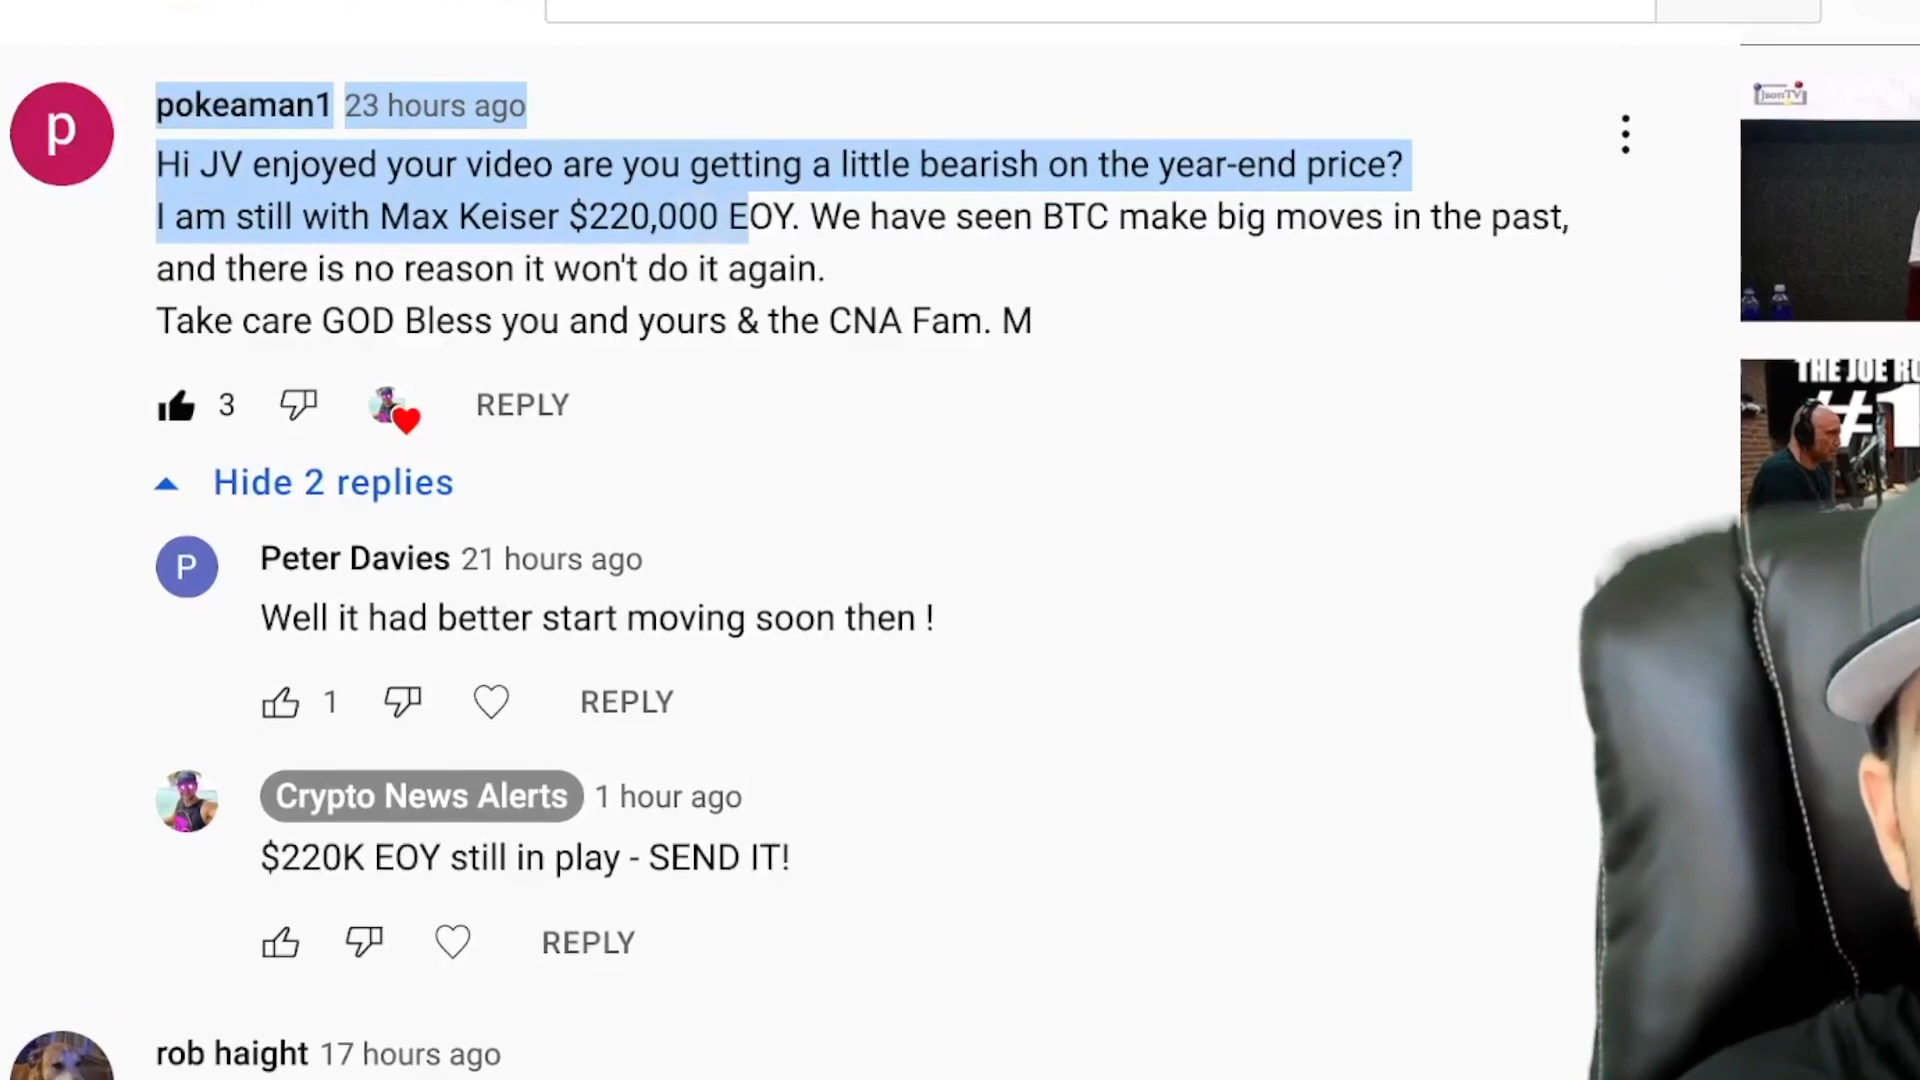 pokeaman1 23 hours ago
Hi JV enjoyed your video are you getting a little bearish on the year-end price?
I am still with Max Keiser $220,000 EOY. We have seen BTC make big moves in the past,
and there is no reason it won't do it again.
Take care GOD Bless you and yours & the CNA Fam. M
3 REPLY
Hide 2 replies
P
Peter Davies 21 hours ago
Well it had better start moving soon then !
1 REPLY
Crypto News Alerts 1 hour ago
$220K EOY still in play - SEND IT!
REPLY
rob haight 17 hours ago
p
JsonTV
THE JOE
#1